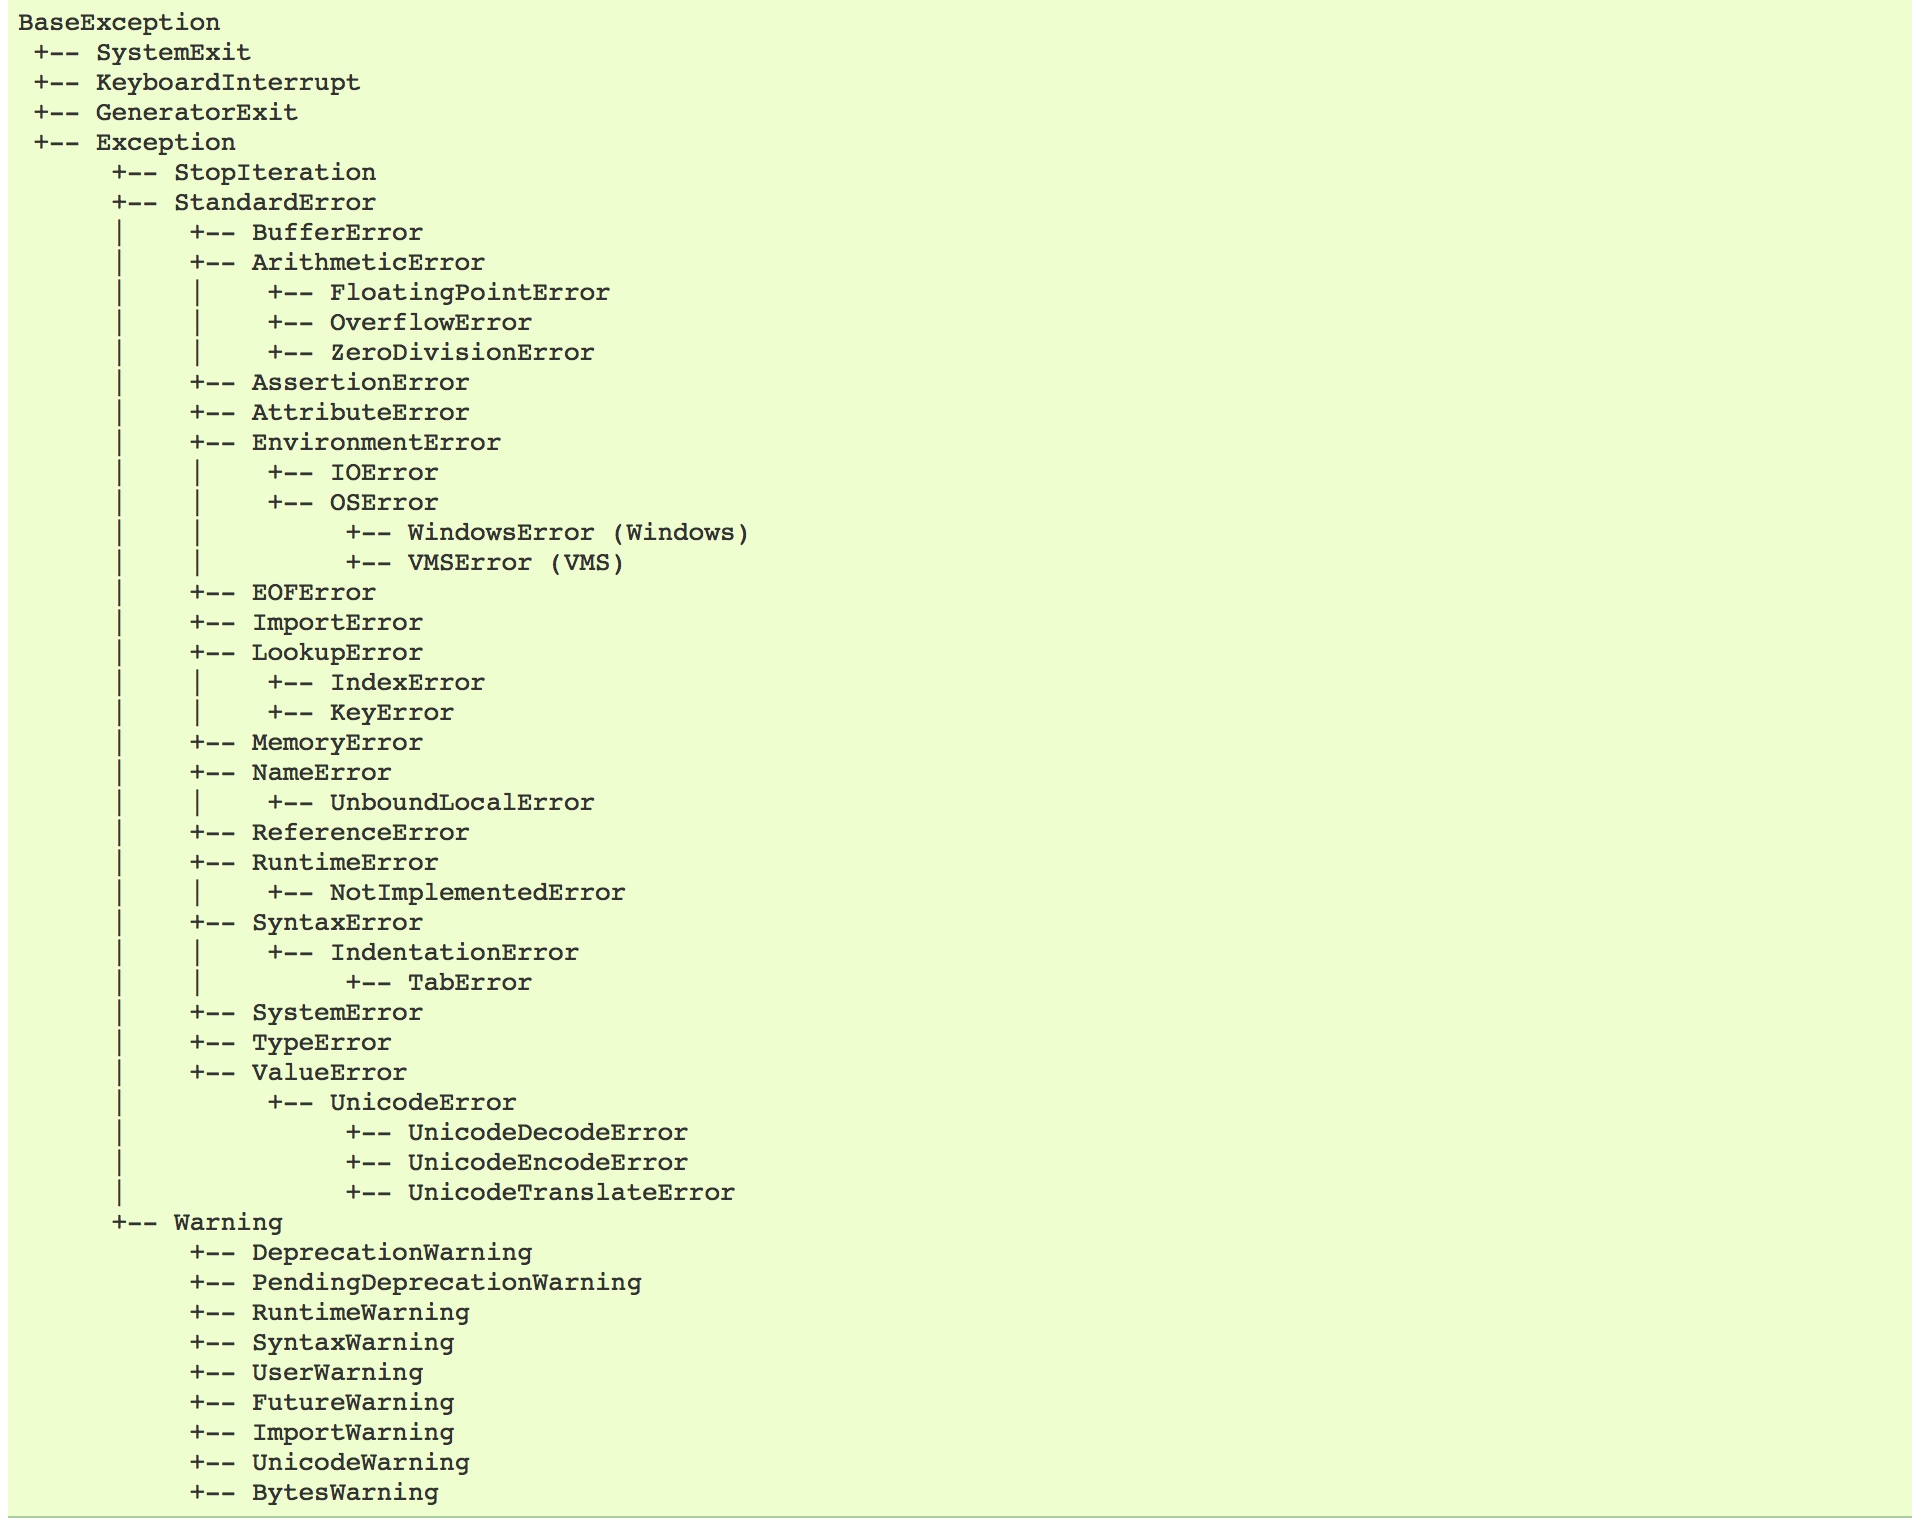 BaseException
 +-- SystemExit
 +-- KeyboardInterrupt
 +-- GeneratorExit
 +-- Exception
      +-- StopIteration
      +-- StandardError
      |    +-- BufferError
      |    +-- ArithmeticError
      |    |    +-- FloatingPointError
      |    |    +-- OverflowError
      |    |    +-- ZeroDivisionError
      |    +-- AssertionError
      |    +-- AttributeError
      |    +-- EnvironmentError
      |    |    +-- IOError
      |    |    +-- OSError
      |    |         +-- WindowsError (Windows)
      |    |         +-- VMSError (VMS)
      |    +-- EOFError
      |    +-- ImportError
      |    +-- LookupError
      |    |    +-- IndexError
      |    |    +-- KeyError
      |    +-- MemoryError
      |    +-- NameError
      |    |    +-- UnboundLocalError
      |    +-- ReferenceError
      |    +-- RuntimeError
      |    |    +-- NotImplementedError
      |    +-- SyntaxError
      |    |    +-- IndentationError
      |    |         +-- TabError
      |    +-- SystemError
      |    +-- TypeError
      |    +-- ValueError
      |         +-- UnicodeError
      |              +-- UnicodeDecodeError
      |              +-- UnicodeEncodeError
      |              +-- UnicodeTranslateError
      +-- Warning
           +-- DeprecationWarning
           +-- PendingDeprecationWarning
           +-- RuntimeWarning
           +-- SyntaxWarning
           +-- UserWarning
           +-- FutureWarning
           +-- ImportWarning
           +-- UnicodeWarning
           +-- BytesWarning